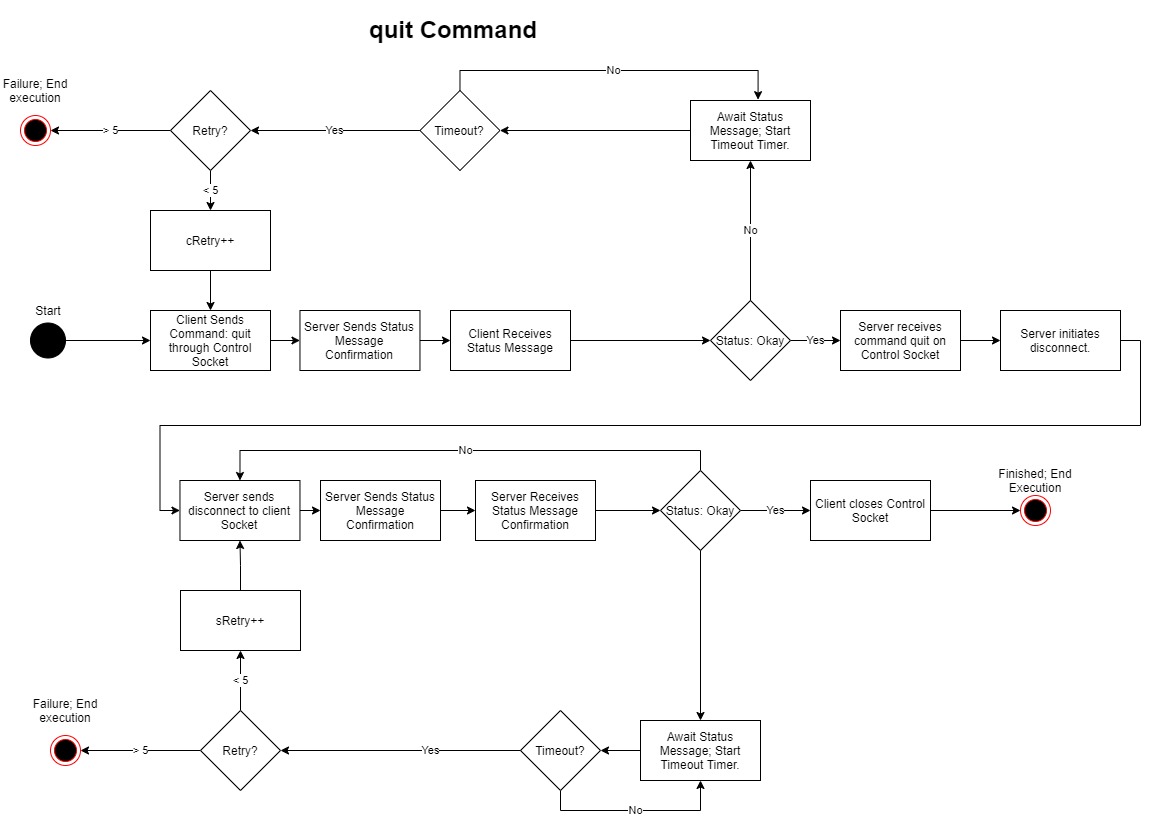 quit Command
No
Failure; End
execution
> 5
Retry?
Yes
Timeout?
Await Status
Message; Start
Timeout Timer.
< 5
cRetry++
No
Start
Client Sends
Command: quit
through Control
Socket
Server Sends Status
Message
Confirmation
Client Receives
Status Message
Status: Okay
Yes
Server receives
command quit on
Control Socket
Server initiates
disconnect.
No
Server sends
disconnect to client
Socket
Server Sends Status
Message
Confirmation
Server Receives
Status Message
Confirmation
Status: Okay
Yes
Client closes Control
Socket
Finished; End
Execution
sRetry++
< 5
Failure; End
execution
> 5
Retry?
Yes
Timeout?
Await Status
Message; Start
Timeout Timer.
No